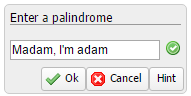 Enter a palindrome
Madam, I'm adam
Ok Cancel Hint